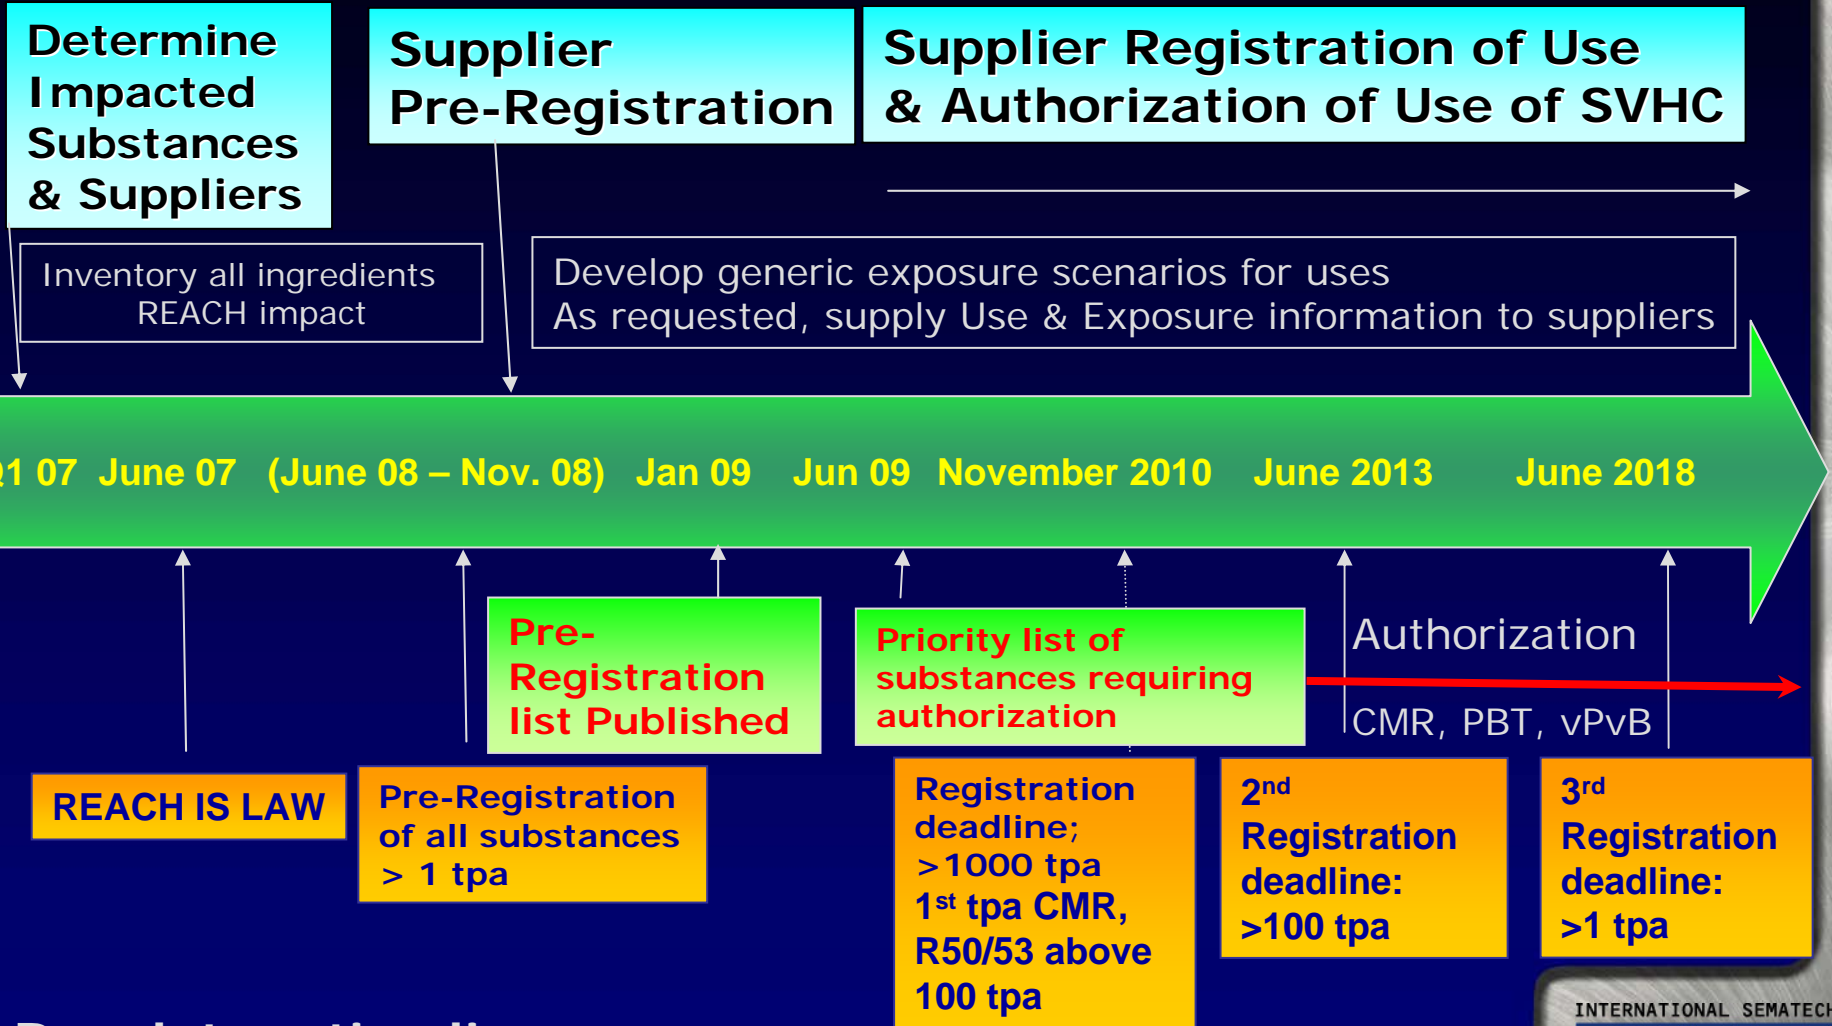 Determine
Impacted
Substances
& Suppliers
Supplier
Pre-Registration
Supplier Registration of Use
& Authorization of Use of SVHC
Inventory all ingredients
REACH impact
Develop generic exposure scenarios for uses
As requested, supply Use & Exposure information to suppliers
Q1 07 June 07 (June 08 – Nov. 08) Jan 09 Jun 09 November 2010 June 2013 June 2018
Pre-
Registration
list Published
Priority list of
substances requiring
authorization
Authorization
CMR, PBT, vPvB
REACH IS LAW
Pre-Registration
of all substances
> 1 tpa
Registration
deadline;
>1000 tpa
1st tpa CMR,
R50/53 above
100 tpa
2nd
Registration
deadline:
>100 tpa
3rd
Registration
deadline:
>1 tpa
INTERNATIONAL SEMATECH